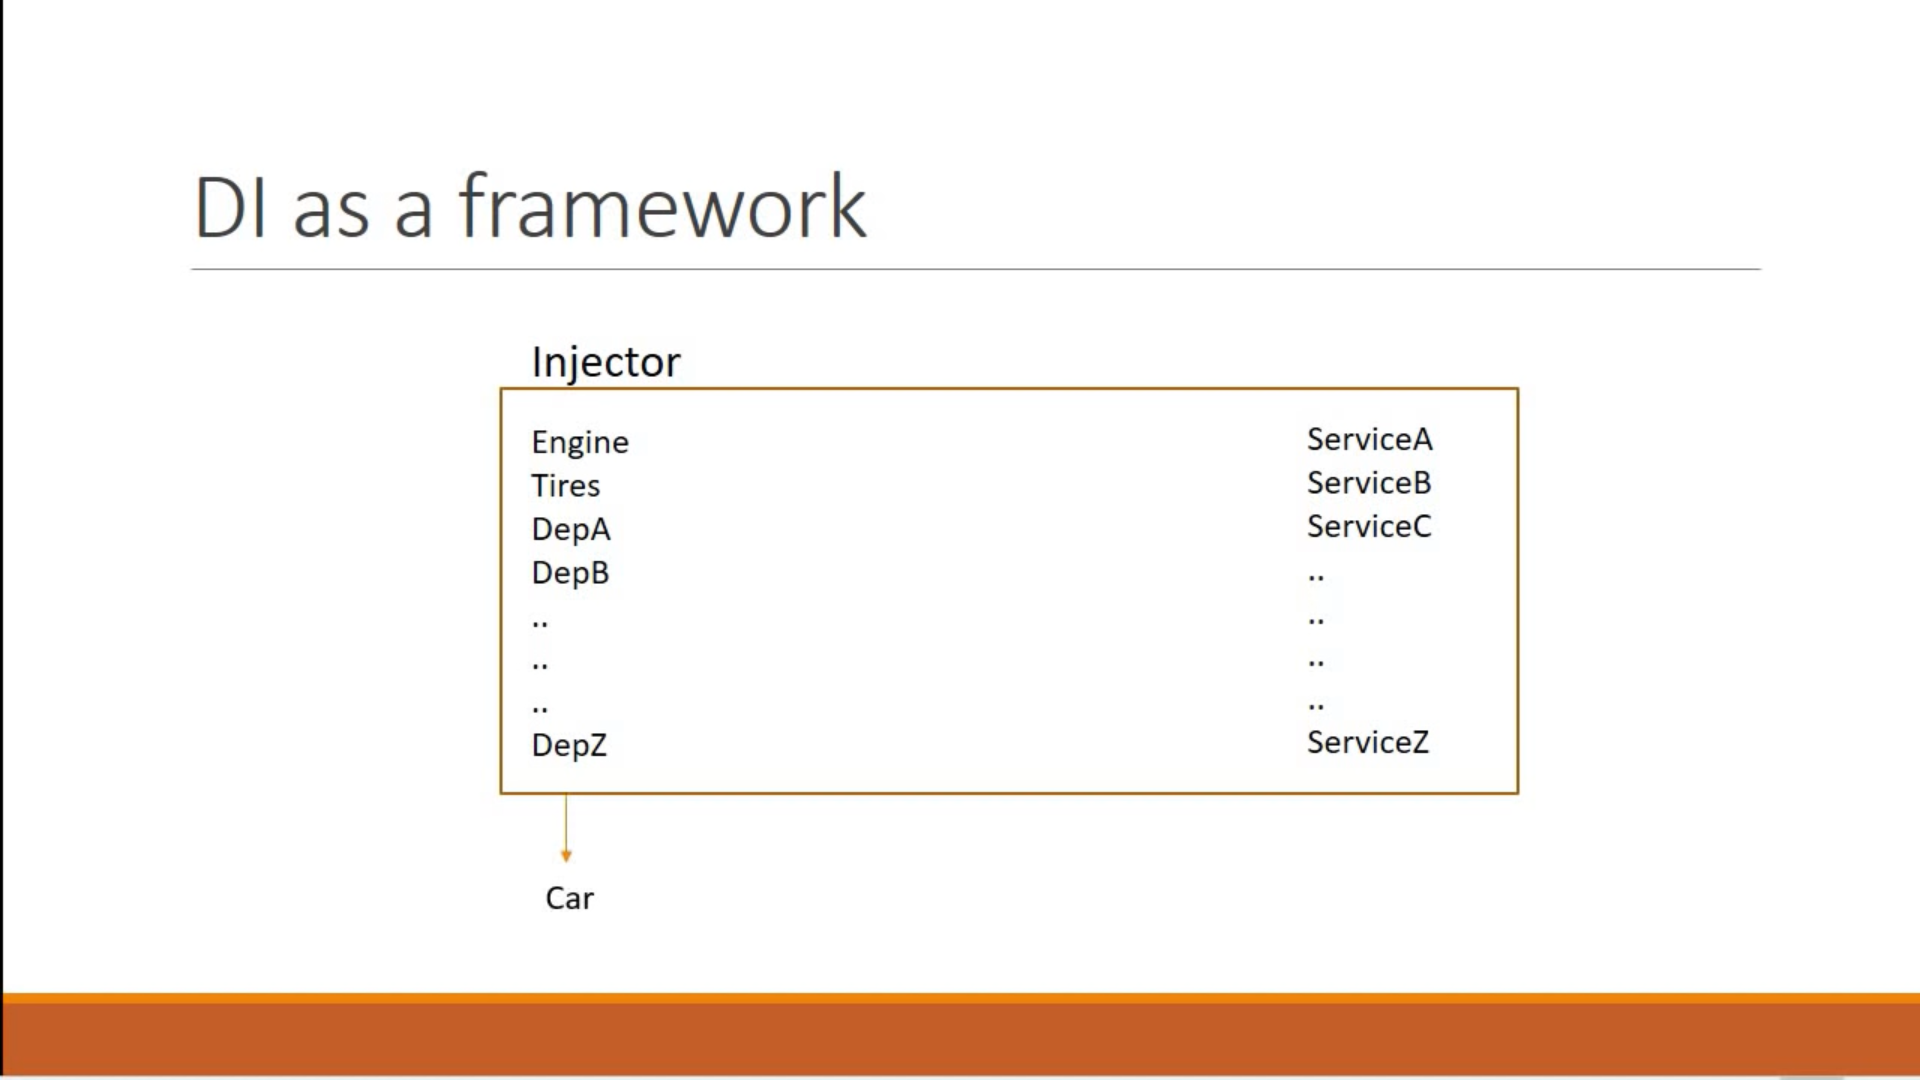 DI as a framework
Injector
Engine
Tires
DepA
DepB
..
..
..
DepZ
ServiceA
ServiceB
ServiceC
..
..
..
..
ServiceZ
Car